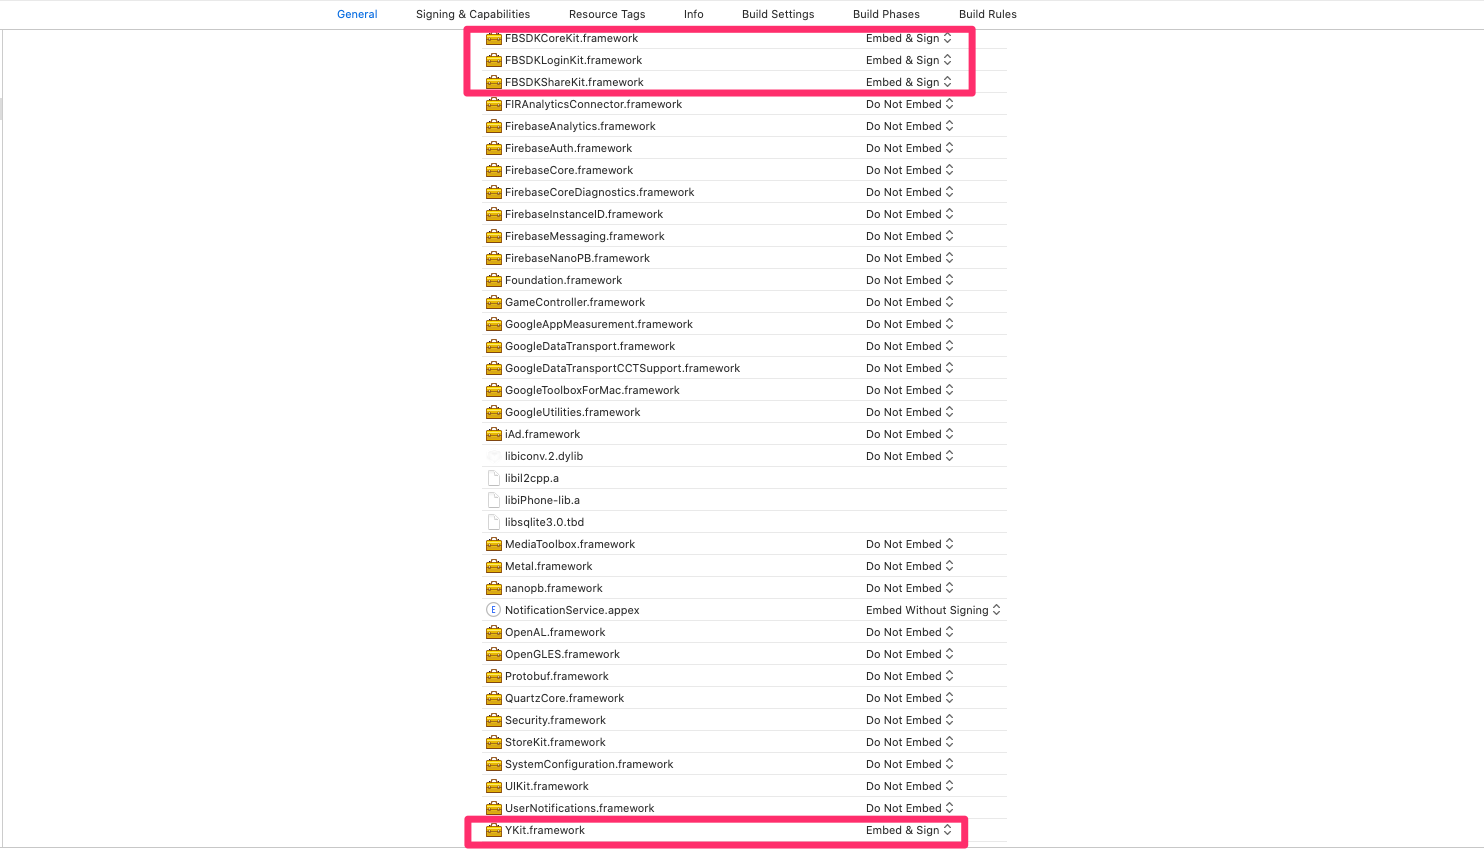 General Signing & Capabilities Resource Tags Info Build Settings Build Phases Build Rules
FBSDKCoreKit.framework Embed & Sign
FBSDKLoginKit.framework Embed & Sign
FBSDKShareKit.framework Embed & Sign
FIRAnalyticsConnector.framework Do Not Embed
FirebaseAnalytics.framework Do Not Embed
FirebaseAuth.framework Do Not Embed
FirebaseCore.framework Do Not Embed
FirebaseCoreDiagnostics.framework Do Not Embed
FirebaseInstanceID.framework Do Not Embed
FirebaseMessaging.framework Do Not Embed
FirebaseNanoPB.framework Do Not Embed
Foundation.framework Do Not Embed
GameController.framework Do Not Embed
GoogleAppMeasurement.framework Do Not Embed
GoogleDataTransport.framework Do Not Embed
GoogleDataTransportCCTSupport.framework Do Not Embed
GoogleToolboxForMac.framework Do Not Embed
GoogleUtilities.framework Do Not Embed
iAd.framework Do Not Embed
libiconv.2.dylib Do Not Embed
libil2cpp.a
libiPhone-lib.a
libsqlite3.0.tbd
MediaToolbox.framework Do Not Embed
Metal.framework Do Not Embed
nanopb.framework Do Not Embed
E NotificationService.appex Embed Without Signing
OpenAL.framework Do Not Embed
OpenGLES.framework Do Not Embed
Protobuf.framework Do Not Embed
QuartzCore.framework Do Not Embed
Security.framework Do Not Embed
StoreKit.framework Do Not Embed
SystemConfiguration.framework Do Not Embed
UIKit.framework Do Not Embed
UserNotifications.framework Do Not Embed
YKit.framework Embed & Sign